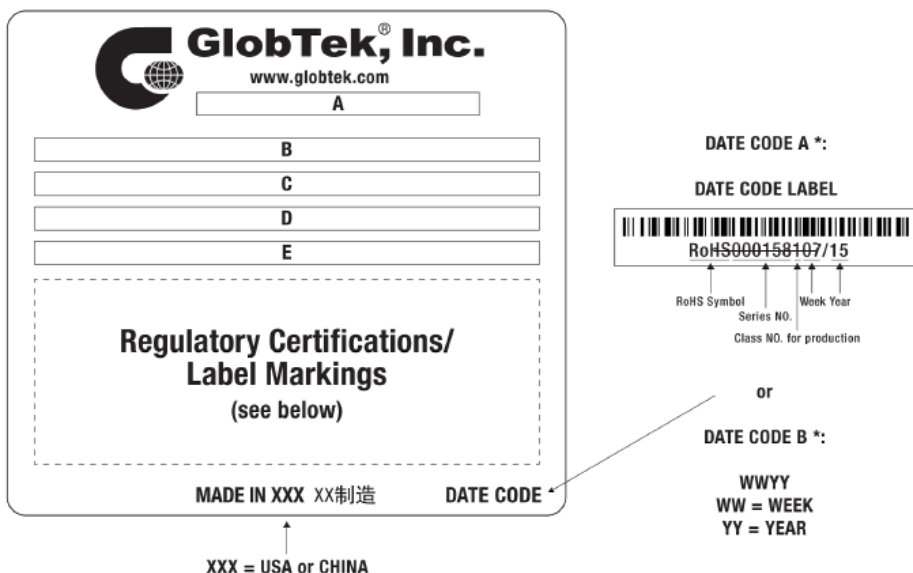 GlobTek®, Inc.
www.globtek.com
A
B
C
D
E
Regulatory Certifications/
Label Markings
(see below)
MADE IN XXX XX制造 DATE CODE
XXX = USA or CHINA
DATE CODE A *:
DATE CODE LABEL
RoHS000158107/15
RoHS Symbol
Week Year
Series NO.
Class NO. for production
or
DATE CODE B *:
WWYY
WW = WEEK
YY = YEAR